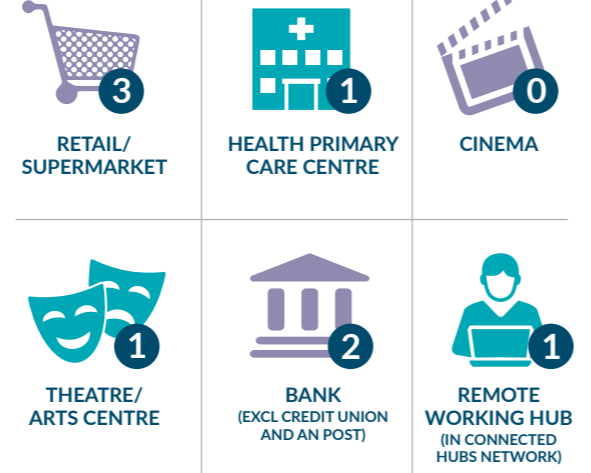 3
RETAIL/
SUPERMARKET
1
HEALTH PRIMARY
CARE CENTRE
0
CINEMA
1
THEATRE/
ARTS CENTRE
2
BANK
(EXCL CREDIT UNION
AND AN POST)
1
REMOTE
WORKING HUB
(IN CONNECTED
HUBS NETWORK)